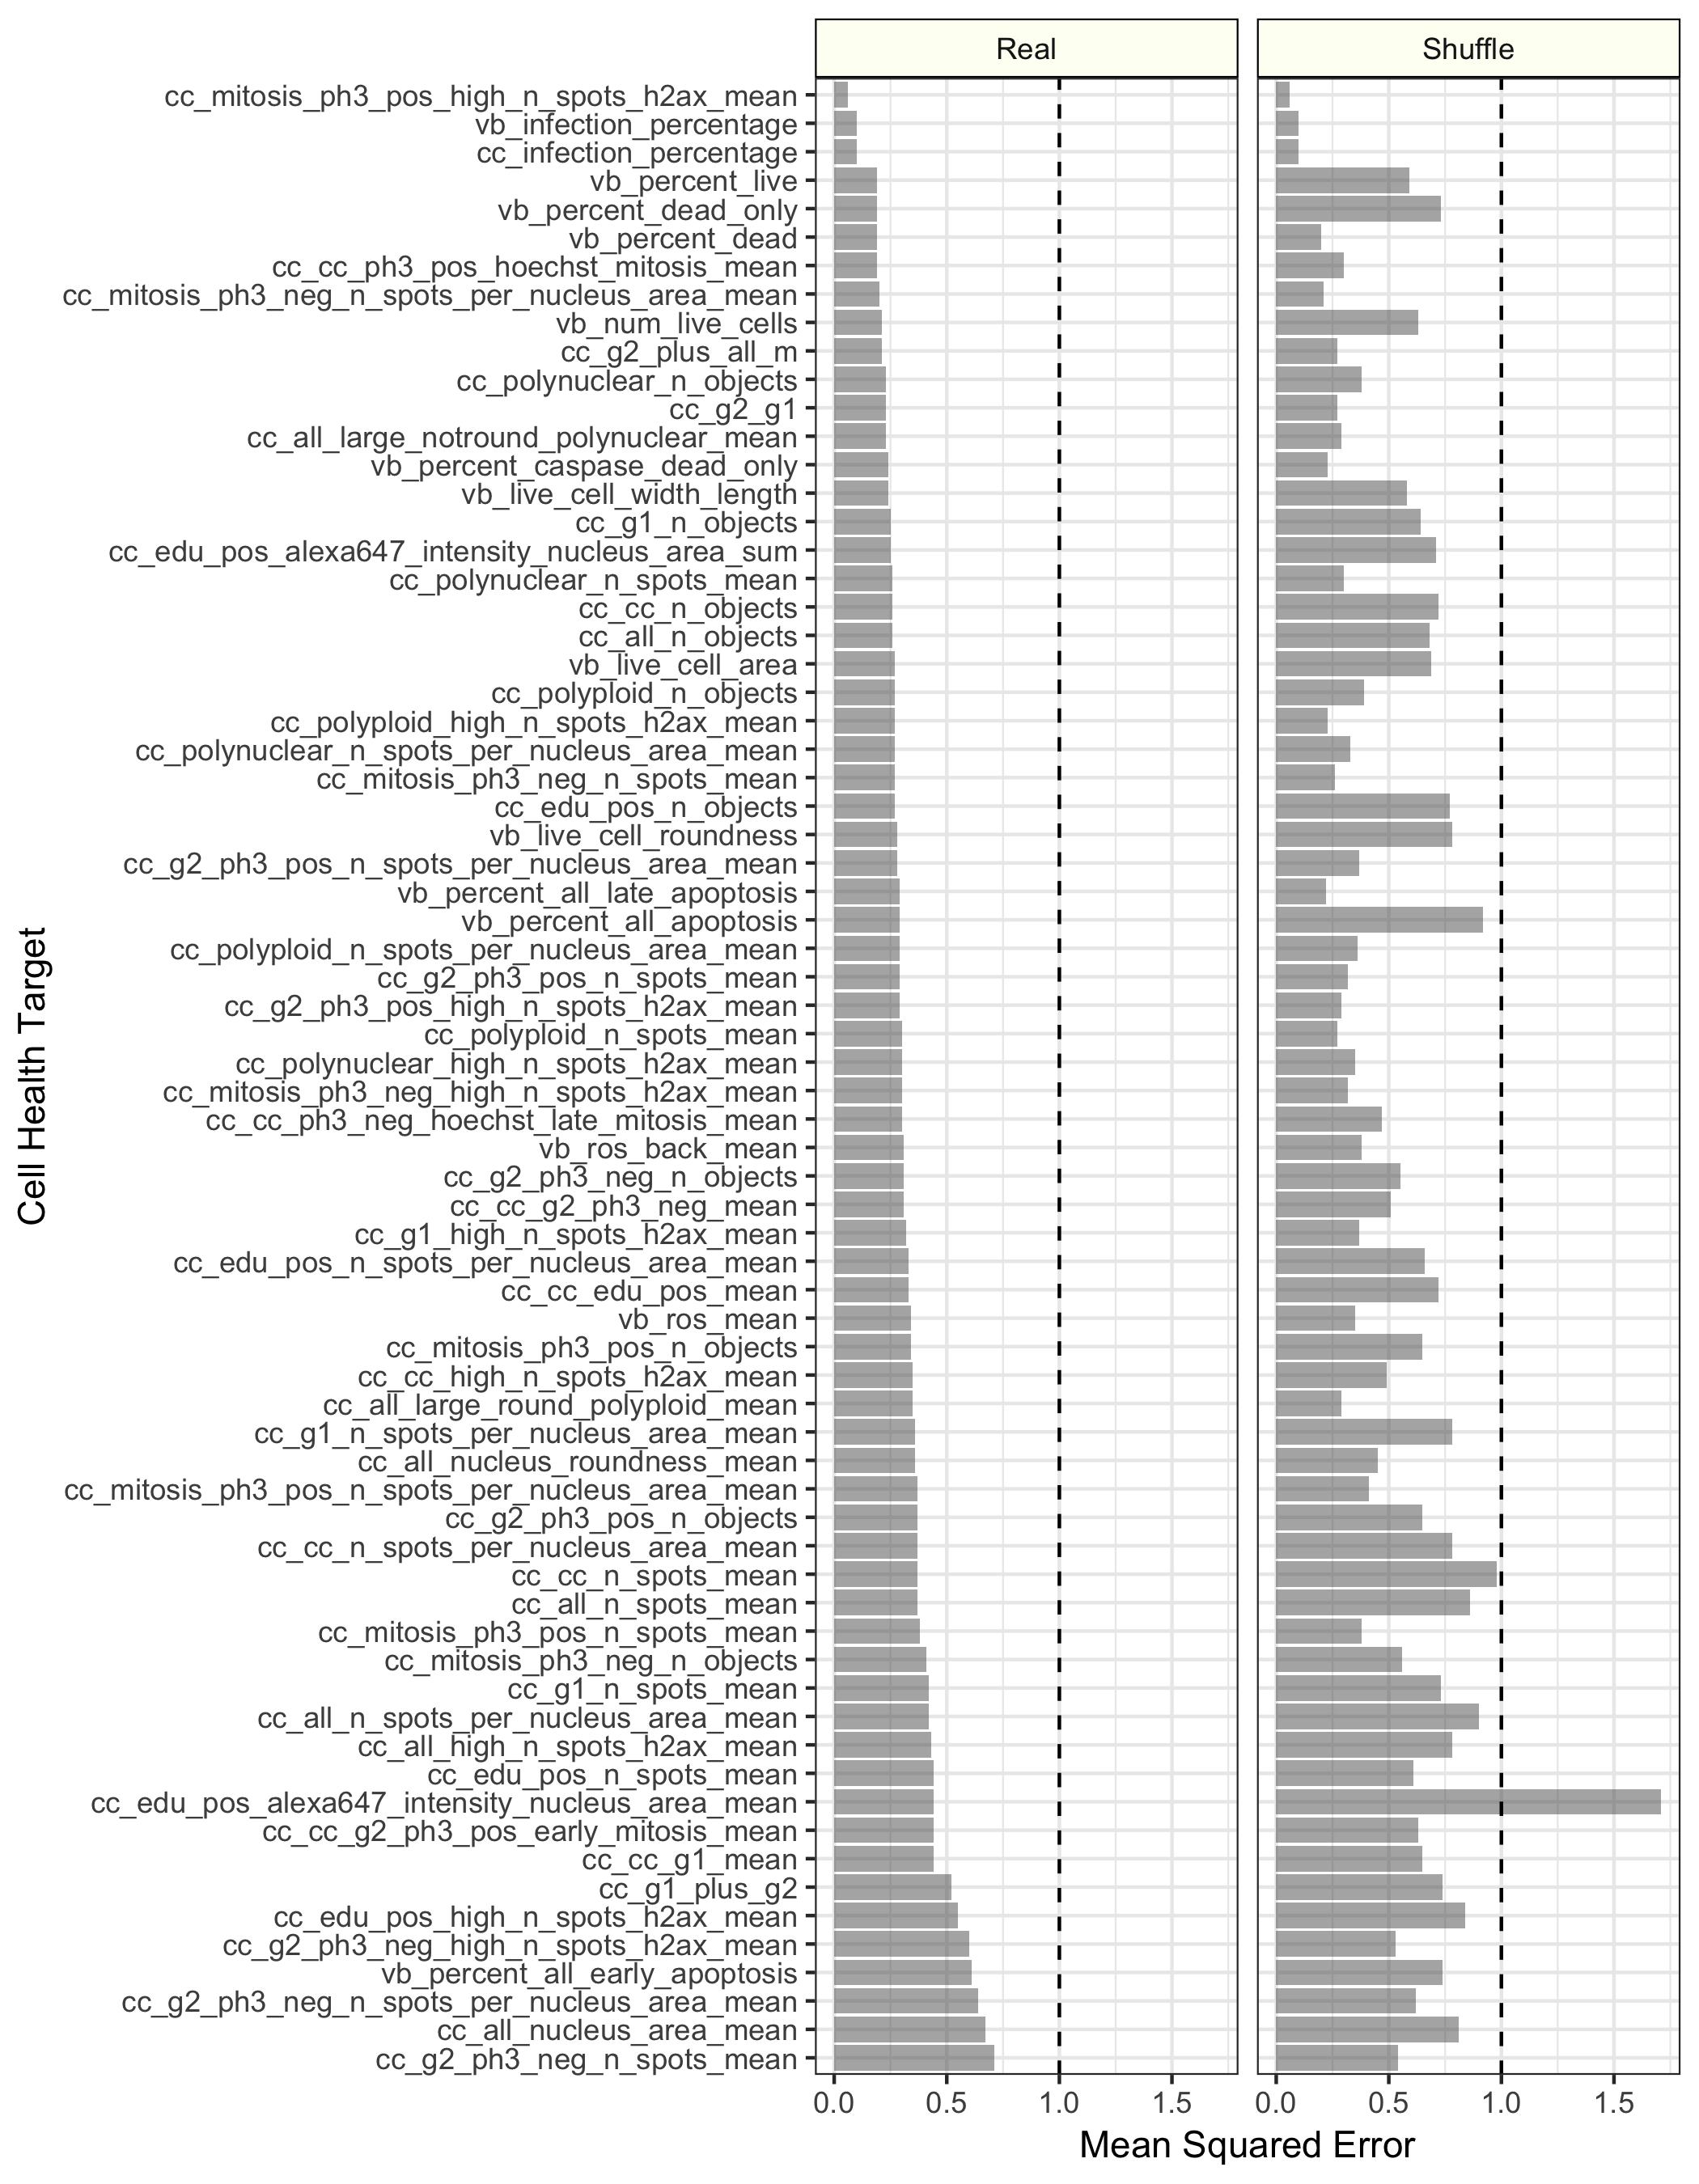 Real
Shuffle
cc_mitosis_ph3_pos_high_n_spots_h2ax_mean
vb_infection_percentage
cc_infection_percentage
vb_percent_live
vb_percent_dead_only
vb_percent_dead
cc_cc_ph3_pos_hoechst_mitosis_mean
cc_mitosis_ph3_neg_n_spots_per_nucleus_area_mean
vb_num_live_cells
cc_g2_plus_all_m
cc_polynuclear_n_objects
cc_g2_g1
cc_all_large_notround_polynuclear_mean
vb_percent_caspase_dead_only
vb_live_cell_width_length
cc_g1_n_objects
cc_edu_pos_alexa647_intensity_nucleus_area_sum
cc_polynuclear_n_spots_mean
cc_cc_n_objects
cc_all_n_objects
vb_live_cell_area
cc_polyploid_n_objects
cc_polyploid_high_n_spots_h2ax_mean
cc_polynuclear_n_spots_per_nucleus_area_mean
cc_mitosis_ph3_neg_n_spots_mean
cc_edu_pos_n_objects
vb_live_cell_roundness
cc_g2_ph3_pos_n_spots_per_nucleus_area_mean
vb_percent_all_late_apoptosis
vb_percent_all_apoptosis
cc_polyploid_n_spots_per_nucleus_area_mean
cc_g2_ph3_pos_n_spots_mean
cc_g2_ph3_pos_high_n_spots_h2ax_mean
cc_polyploid_n_spots_mean
cc_polynuclear_high_n_spots_h2ax_mean
cc_mitosis_ph3_neg_high_n_spots_h2ax_mean
cc_cc_ph3_neg_hoechst_late_mitosis_mean
vb_ros_back_mean
cc_g2_ph3_neg_n_objects
cc_cc_g2_ph3_neg_mean
cc_g1_high_n_spots_h2ax_mean
cc_edu_pos_n_spots_per_nucleus_area_mean
cc_cc_edu_pos_mean
vb_ros_mean
cc_mitosis_ph3_pos_n_objects
cc_cc_high_n_spots_h2ax_mean
cc_all_large_round_polyploid_mean
cc_g1_n_spots_per_nucleus_area_mean
cc_all_nucleus_roundness_mean
cc_mitosis_ph3_pos_n_spots_per_nucleus_area_mean
cc_g2_ph3_pos_n_objects
cc_cc_n_spots_per_nucleus_area_mean
cc_cc_n_spots_mean
cc_all_n_spots_mean
cc_mitosis_ph3_pos_n_spots_mean
cc_mitosis_ph3_neg_n_objects
cc_g1_n_spots_mean
cc_all_n_spots_per_nucleus_area_mean
cc_all_high_n_spots_h2ax_mean
cc_edu_pos_n_spots_mean
cc_edu_pos_alexa647_intensity_nucleus_area_mean
cc_cc_g2_ph3_pos_early_mitosis_mean
cc_cc_g1_mean
cc_g1_plus_g2
cc_edu_pos_high_n_spots_h2ax_mean
cc_g2_ph3_neg_high_n_spots_h2ax_mean
vb_percent_all_early_apoptosis
cc_g2_ph3_neg_n_spots_per_nucleus_area_mean
cc_all_nucleus_area_mean
cc_g2_ph3_neg_n_spots_mean
Cell Health Target
0.0 0.5 1.0 1.5
0.0 0.5 1.0 1.5
Mean Squared Error